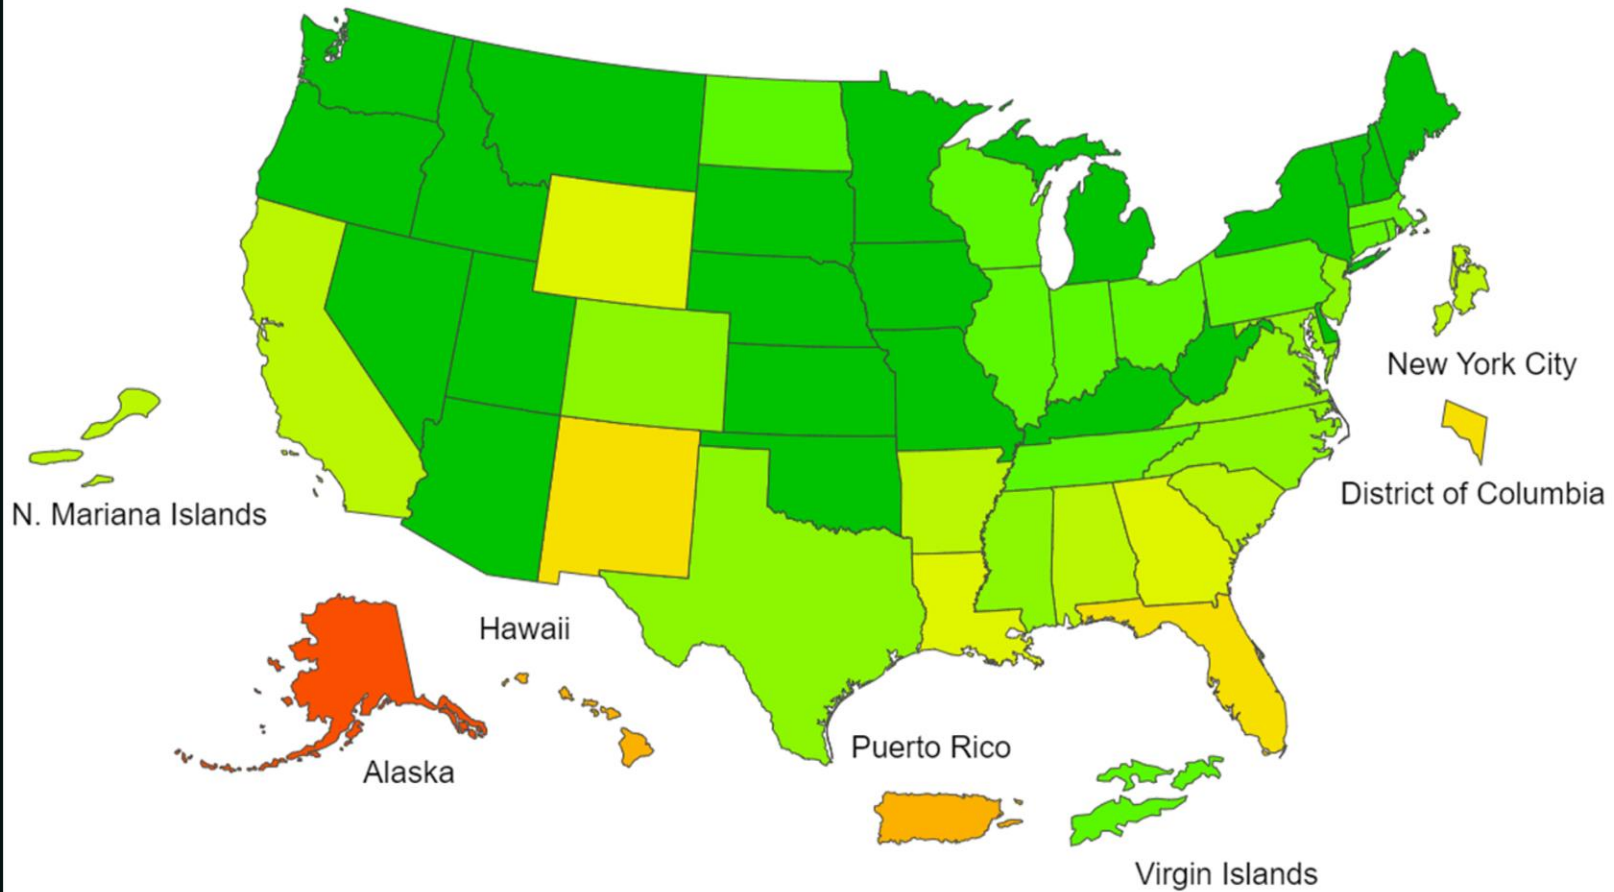 New York City
District of Columbia
N. Mariana Islands
Hawaii
Puerto Rico
Alaska
Virgin Islands